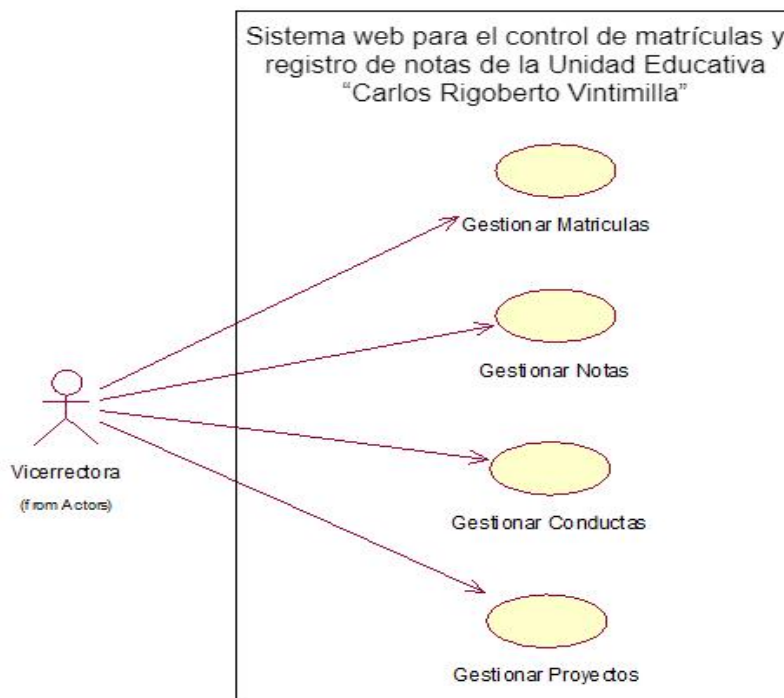 Sistema web para el control de matrículas y
registro de notas de la Unidad Educativa
“Carlos Rigoberto Vintimilla”
Gestionar Matriculas
Gestionar Notas
Vicerrectora
(from Actors)
Gestionar Conductas
Gestionar Proyectos